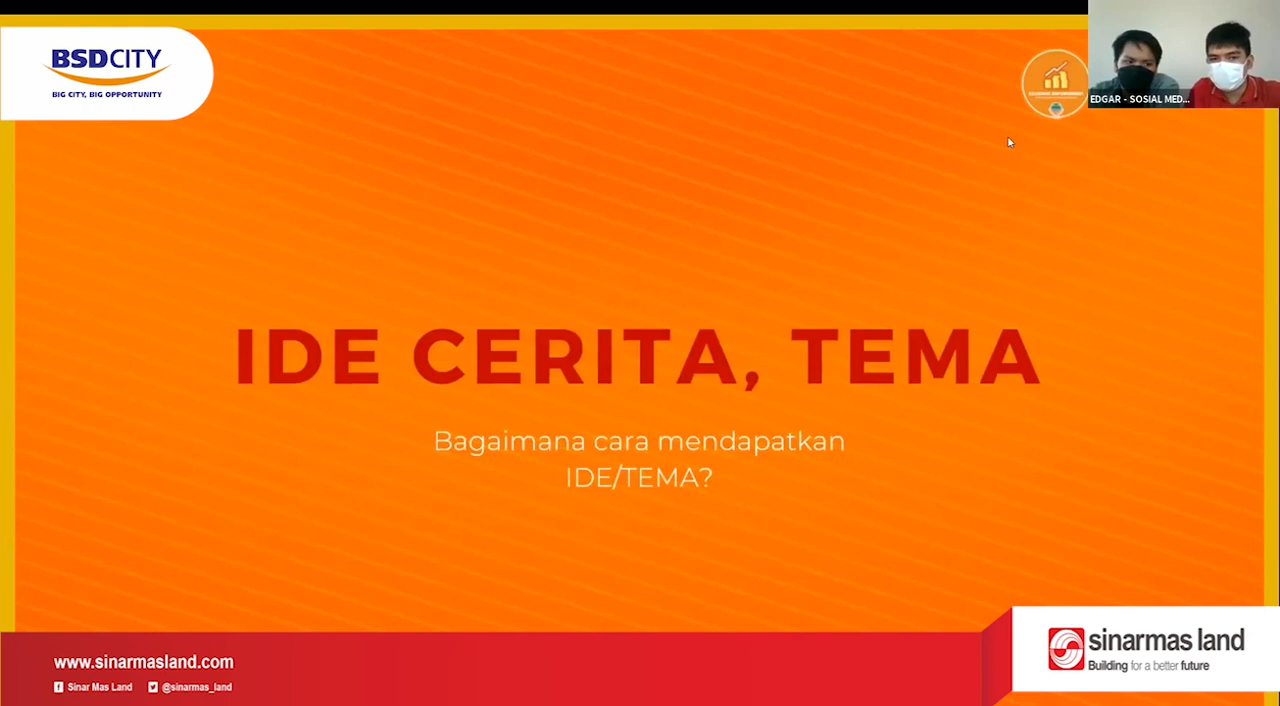 BSDCITY
BIG CITY, BIG OPPORTUNITY
EDGAR - SOSIAL MED...
IDE CERITA, TEMA
Bagaimana cara mendapatkan
IDE/TEMA?
www.sinarmasland.com
Sinar Mas Land
@sinarmas_land
sinarmas land
Building for a better future